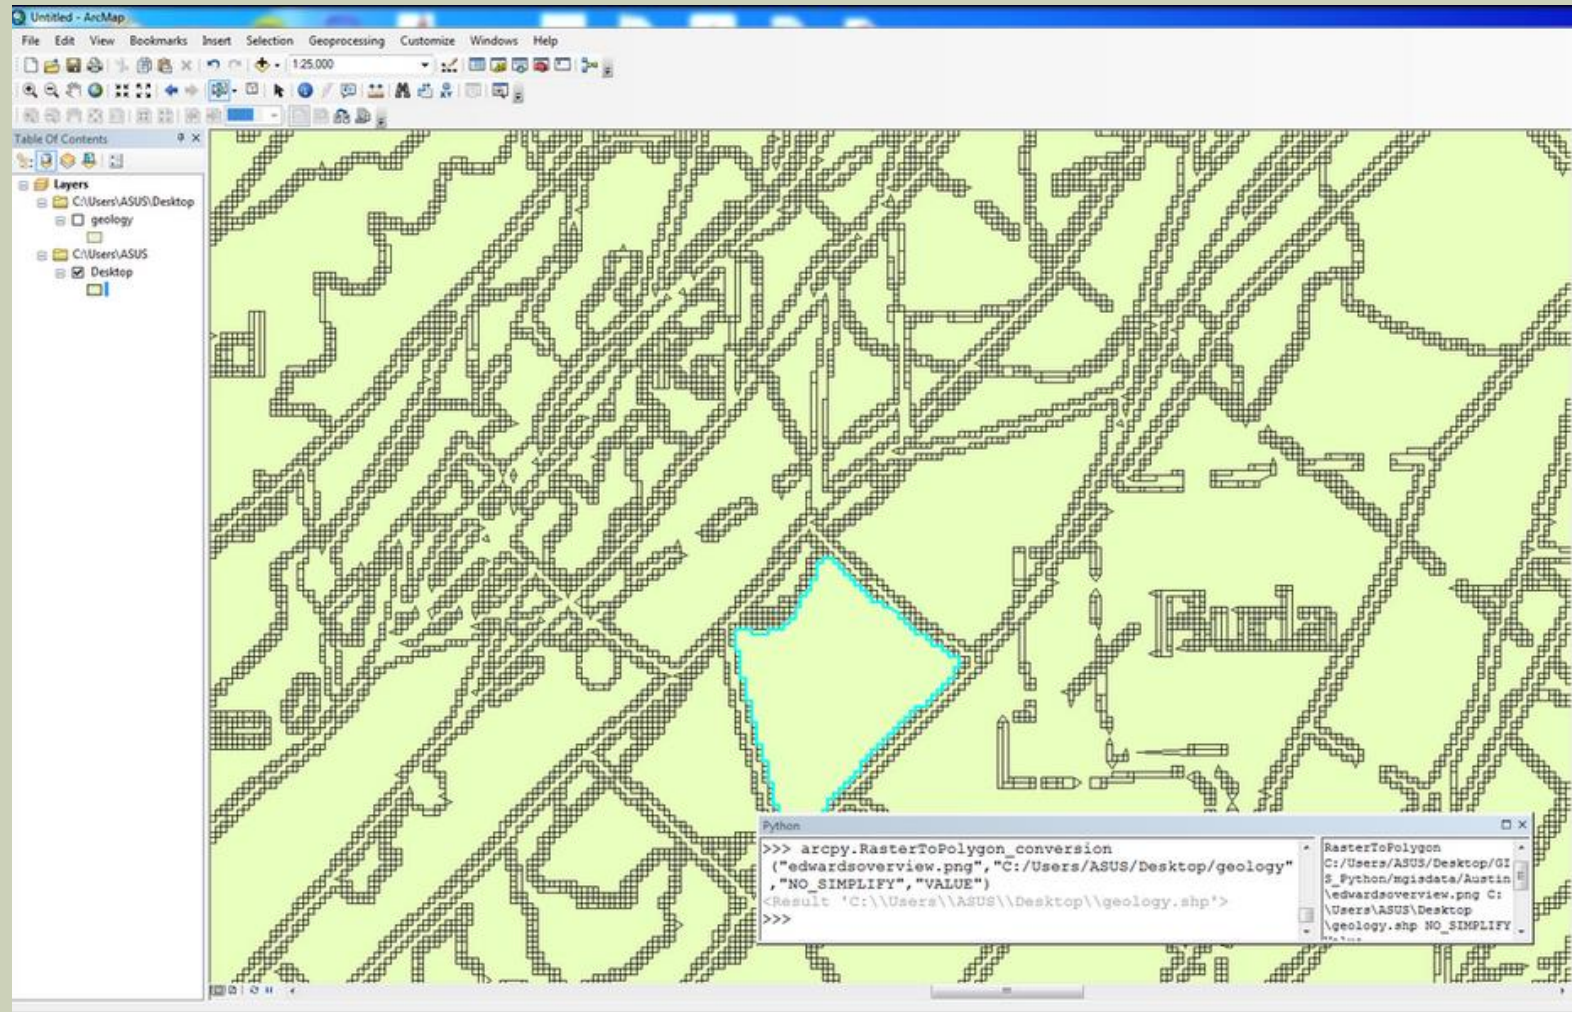 Untitled - ArcMap
File Edit View Bookmarks Insert Selection Geoprocessing Customize Windows Help
1:25.000
Table Of Contents
Layers
C:\Users\ASUS\Desktop
geology
C:\Users\ASUS
Desktop
Buda
Python
>>> arcpy.RasterToPolygon_conversion
("edwardsoverview.png","C:/Users/ASUS/Desktop/geology"
,"NO_SIMPLIFY","VALUE")
<Result 'C:\\Users\\ASUS\\Desktop\\geology.shp'>
>>>
RasterToPolygon
C:/Users/ASUS/Desktop/GI
S_Python/mgisdata/Austin
\edwardsoverview.png C:
\Users\ASUS\Desktop
\geology.shp NO_SIMPLIFY